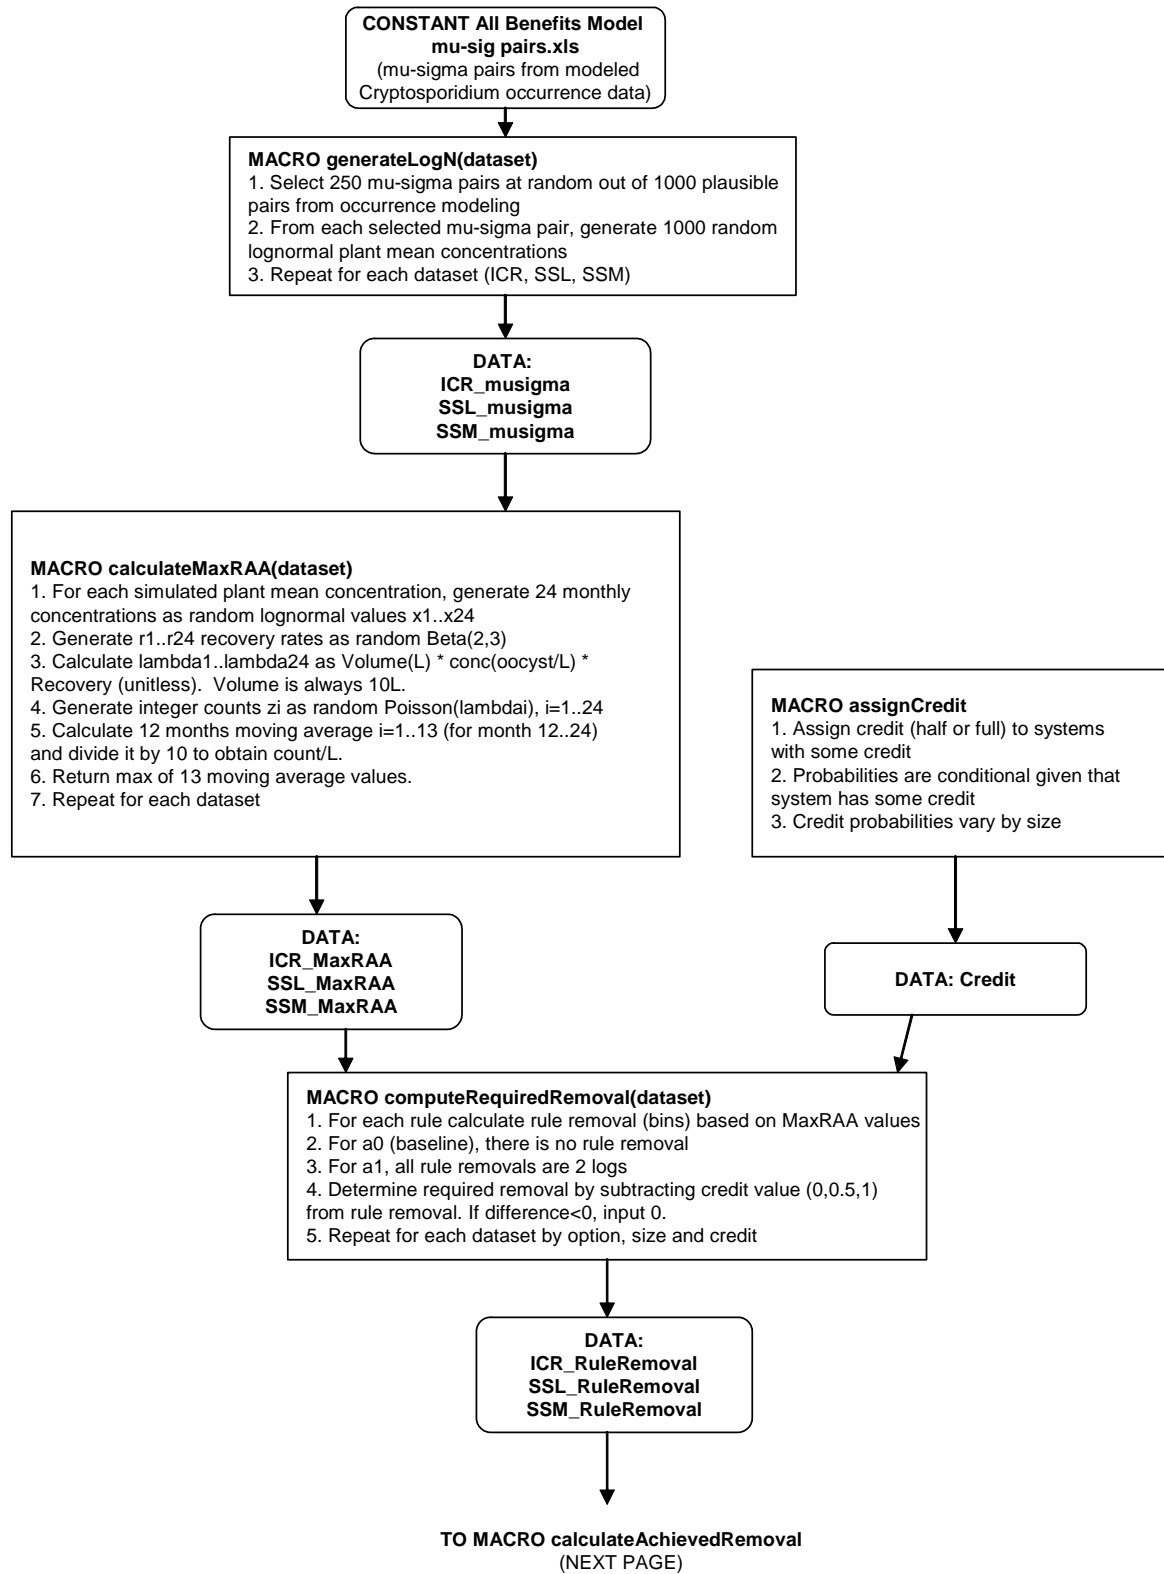 CONSTANT All Benefits Model
mu-sig pairs.xls
(mu-sigma pairs from modeled
Cryptosporidium occurrence data)
MACRO generateLogN(dataset)
1. Select 250 mu-sigma pairs at random out of 1000 plausible
pairs from occurrence modeling
2. From each selected mu-sigma pair, generate 1000 random
lognormal plant mean concentrations
3. Repeat for each dataset (ICR, SSL, SSM)
DATA:
ICR_musigma
SSL_musigma
SSM_musigma
MACRO calculateMaxRAA(dataset)
1. For each simulated plant mean concentration, generate 24 monthly
concentrations as random lognormal values x1..x24
2. Generate r1..r24 recovery rates as random Beta(2,3)
3. Calculate lambda1..lambda24 as Volume(L) * conc(oocyst/L) *
Recovery (unitless).  Volume is always 10L.
4. Generate integer counts zi as random Poisson(lambdai), i=1..24
5. Calculate 12 months moving average i=1..13 (for month 12..24)
and divide it by 10 to obtain count/L.
6. Return max of 13 moving average values.
7. Repeat for each dataset
MACRO assignCredit
1. Assign credit (half or full) to systems
with some credit
2. Probabilities are conditional given that
system has some credit
3. Credit probabilities vary by size
DATA:
ICR_MaxRAA
SSL_MaxRAA
SSM_MaxRAA
DATA: Credit
MACRO computeRequiredRemoval(dataset)
1. For each rule calculate rule removal (bins) based on MaxRAA values
2. For a0 (baseline), there is no rule removal
3. For a1, all rule removals are 2 logs
4. Determine required removal by subtracting credit value (0,0.5,1)
from rule removal. If difference<0, input 0.
5. Repeat for each dataset by option, size and credit
DATA:
ICR_RuleRemoval
SSL_RuleRemoval
SSM_RuleRemoval
TO MACRO calculateAchievedRemoval
(NEXT PAGE)